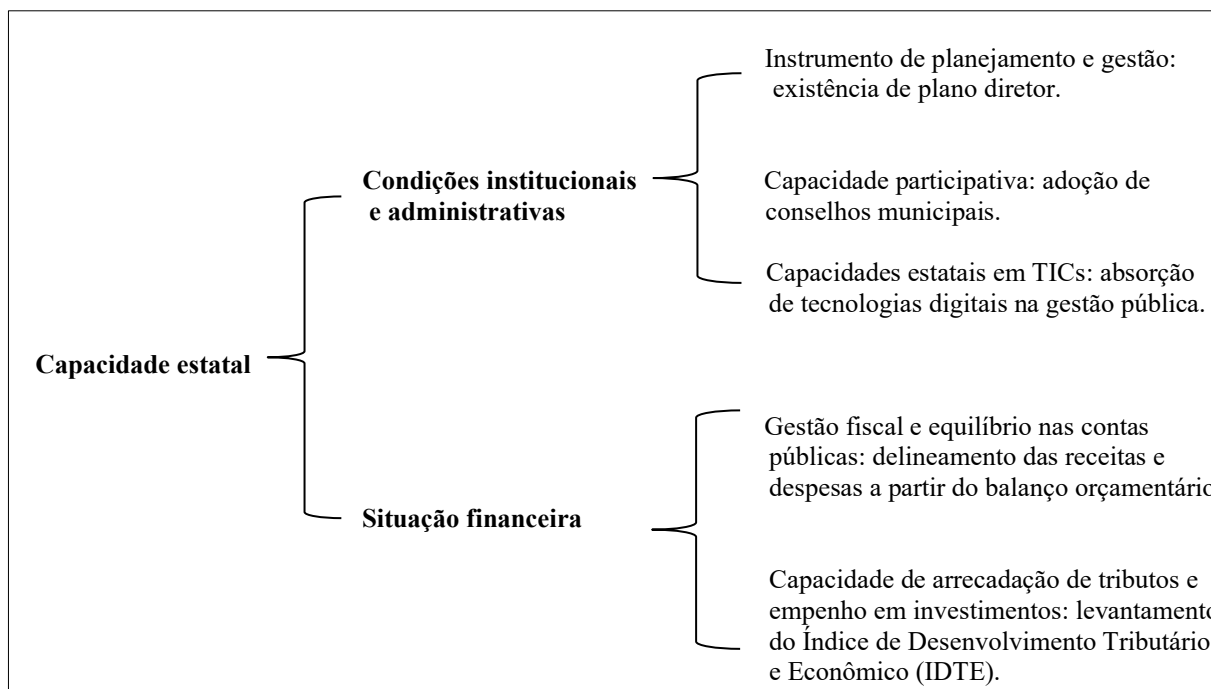 Instrumento de planejamento e gestão:
existência de plano diretor.
Condições institucionais
e administrativas
Capacidade participativa: adoção de
conselhos municipais.
Capacidades estatais em TICs: absorção
de tecnologias digitais na gestão pública.
Capacidade estatal
Gestão fiscal e equilíbrio nas contas
públicas: delineamento das receitas e
despesas a partir do balanço orçamentário
Situação financeira
Capacidade de arrecadação de tributos e
empenho em investimentos: levantamento
do Índice de Desenvolvimento Tributário
e Econômico (IDTE).